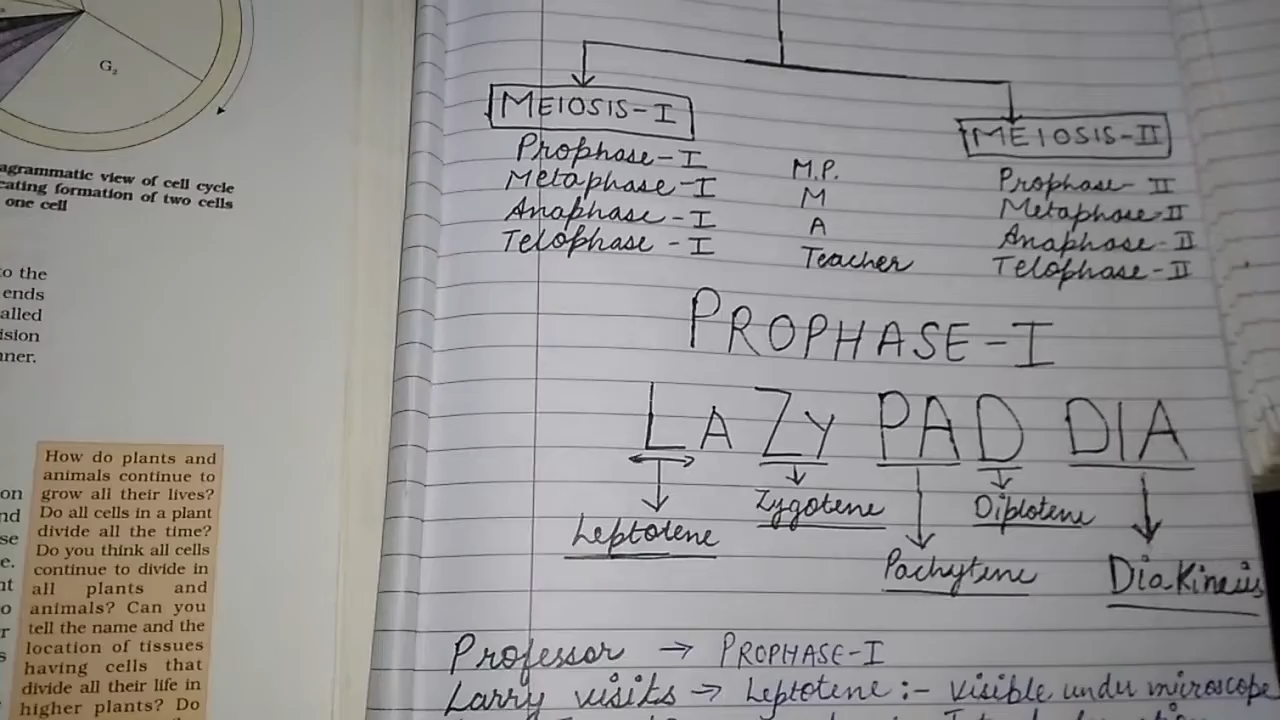 G₂
agrammatic view of cell cycle
cating formation of two cells
one cell
to the
ends
alled
ision
nner.
How do plants and
animals continue to
grow all their lives?
Do all cells in a plant
divide all the time?
Do you think all cells
continue to divide in
all plants and
animals? Can you
tell the name and the
location of tissues
having cells that
divide all their life in
higher plants? Do
MEIOSIS-I
Prophase-I
Metaphase-I
Anaphase-I
Telophase-I
M.P.
M
A
Teacher
MEIOSIS-II
Prophase-II
Metaphase-II
Anaphase-II
Telophase-II
PROPHASE-I
LAZY PAD DIA
Leptotene
Zygotene
Pachytene
Diplotene
DiaKinesis
Professor → PROPHASE-I
Larry visits → Leptotene:- visible under microscope